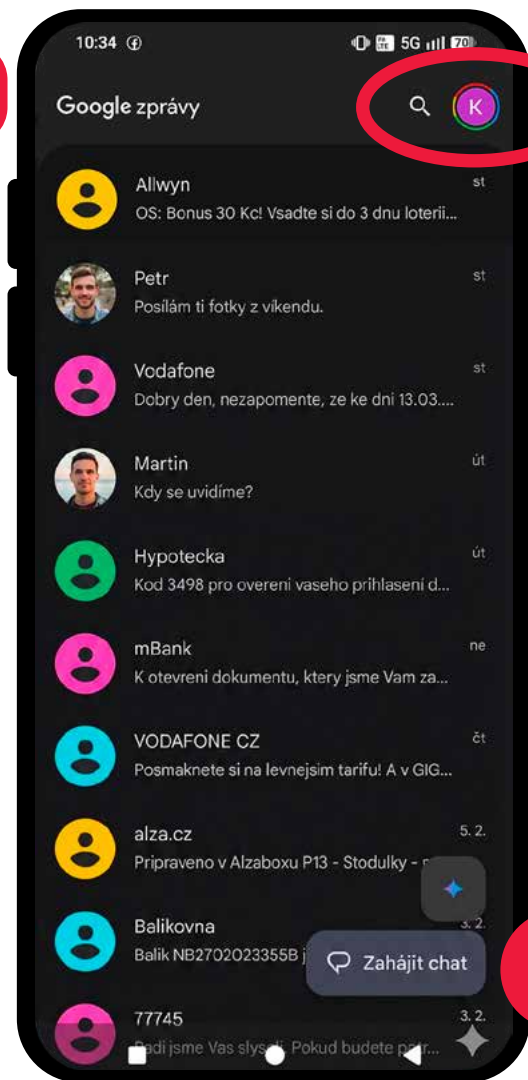 10:34
5G 70
Google zprávy
K
Allwyn st
OS: Bonus 30 Kc! Vsadte si do 3 dnu loterii...
Petr st
Posílám ti fotky z víkendu.
Vodafone st
Dobry den, nezapomente, ze ke dni 13.03....
Martin út
Kdy se uvidíme?
Hypotecka út
Kod 3498 pro overeni vaseho prihlaseni d...
mBank ne
K otevreni dokumentu, ktery jsme Vam za...
VODAFONE CZ čt
Posmaknete si na levnejsim tarifu! A v GIG...
alza.cz 5. 2.
Pripraveno v Alzaboxu P13 - Stodulky -
Balikovna 3. 2.
Balik NB2702023355B j
Zahájit chat
77745 3. 2.
Radi jsme Vas slyseli. Pokud budete